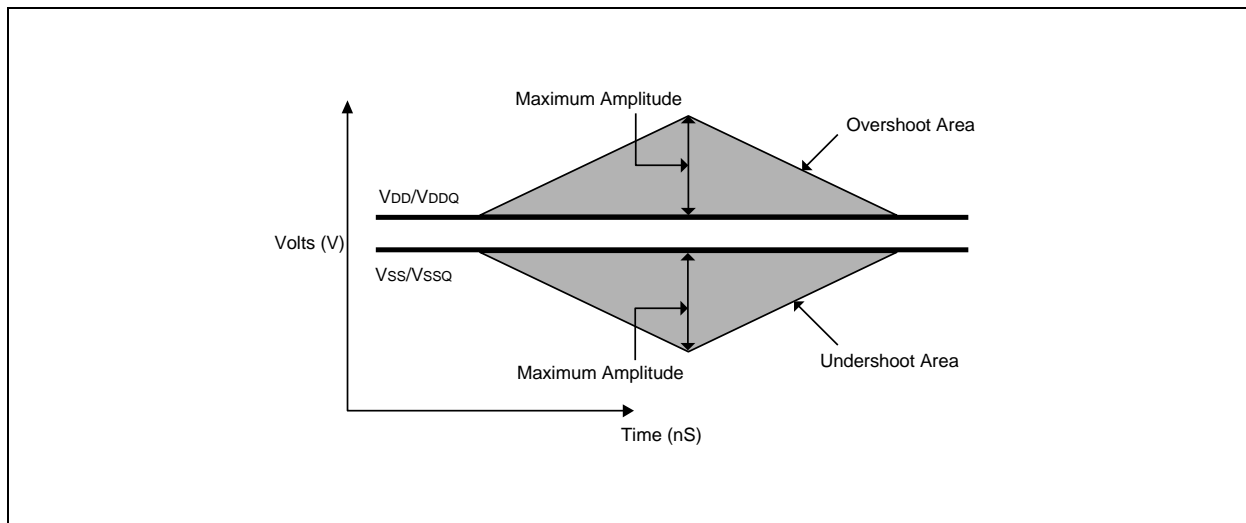 Maximum Amplitude
Overshoot Area
VDD/VDDQ
Volts (V)
VSS/VSSQ
Undershoot Area
Maximum Amplitude
Time (nS)